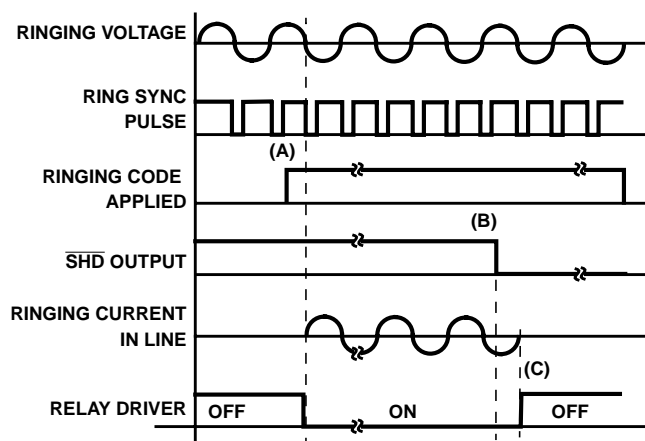 RINGING VOLTAGE
RING SYNC
PULSE
(A)
RINGING CODE
APPLIED
(B)
SHD OUTPUT
RINGING CURRENT
IN LINE
(C)
RELAY DRIVER
OFF
ON
OFF